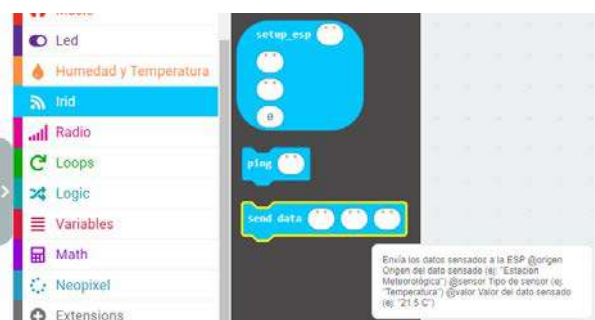 Led
Humedad y Temperatura
Irid
Radio
Loops
Logic
Variables
Math
Neopixel
Extensions
setup_esp " "
" "
" "
0
ping " "
send data " " " " " "
Envía los datos sensados a la ESP @origen
Origen del dato sensado (ej: "Estación
Meteorológica") @sensor Tipo de sensor (ej:
"Temperatura") @valor Valor del dato sensado
(ej: "21.5 C")